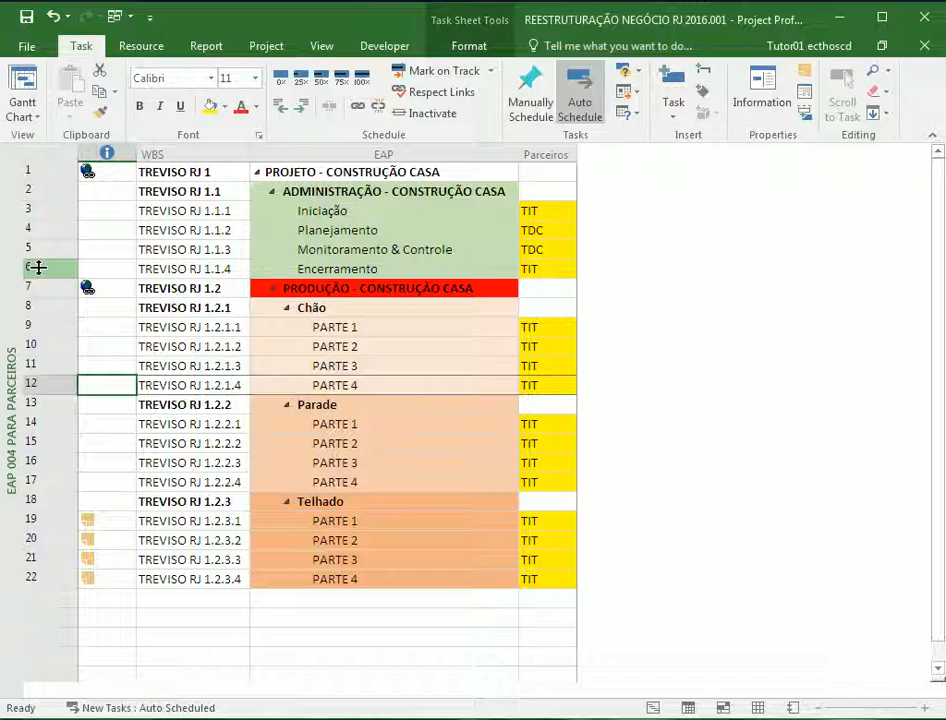 Task Sheet Tools
REESTRUTURAÇÃO NEGÓCIO RJ 2016.001 - Project Prof...
File Task Resource Report Project View Developer Format Tell me what you want to do... Tutor01 ecthoscd
Gantt Chart
View
Paste
Clipboard
Calibri 11
B I U A
Font
0% 25% 50% 75% 100%
Mark on Track
Respect Links
Inactivate
Schedule
Manually Schedule
Auto Schedule
Tasks
Task
Insert
Information
Properties
Scroll to Task
Editing
WBS EAP Parceiros
1 TREVISO RJ 1 PROJETO - CONSTRUÇÃO CASA
2 TREVISO RJ 1.1 ADMINISTRAÇÃO - CONSTRUÇÃO CASA
3 TREVISO RJ 1.1.1 Iniciação TIT
4 TREVISO RJ 1.1.2 Planejamento TDC
5 TREVISO RJ 1.1.3 Monitoramento & Controle TDC
6 TREVISO RJ 1.1.4 Encerramento TIT
7 TREVISO RJ 1.2 PRODUÇÃO - CONSTRUÇÃO CASA
8 TREVISO RJ 1.2.1 Chão
9 TREVISO RJ 1.2.1.1 PARTE 1 TIT
10 TREVISO RJ 1.2.1.2 PARTE 2 TIT
11 TREVISO RJ 1.2.1.3 PARTE 3 TIT
12 TREVISO RJ 1.2.1.4 PARTE 4 TIT
13 TREVISO RJ 1.2.2 Parade
14 TREVISO RJ 1.2.2.1 PARTE 1 TIT
15 TREVISO RJ 1.2.2.2 PARTE 2 TIT
16 TREVISO RJ 1.2.2.3 PARTE 3 TIT
17 TREVISO RJ 1.2.2.4 PARTE 4 TIT
18 TREVISO RJ 1.2.3 Telhado
19 TREVISO RJ 1.2.3.1 PARTE 1 TIT
20 TREVISO RJ 1.2.3.2 PARTE 2 TIT
21 TREVISO RJ 1.2.3.3 PARTE 3 TIT
22 TREVISO RJ 1.2.3.4 PARTE 4 TIT
EAP 004 PARA PARCEIROS
Ready New Tasks : Auto Scheduled